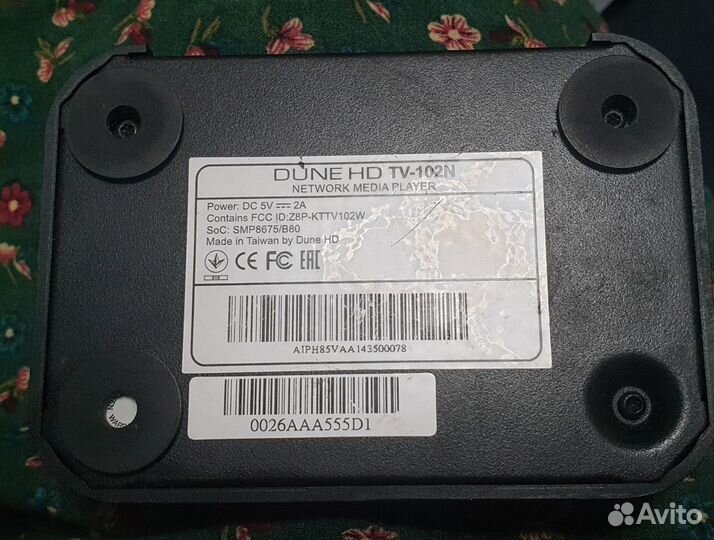 DUNE HD TV-102N
NETWORK MEDIA PLAYER
Power: DC 5V 2A
Contains FCC ID:Z8P-KTTV102W
SoC: SMP8675/B80
Made in Taiwan by Dune HD
CE FC EAC
AIPH85VAA143500078
0026AAA555D1
Avito